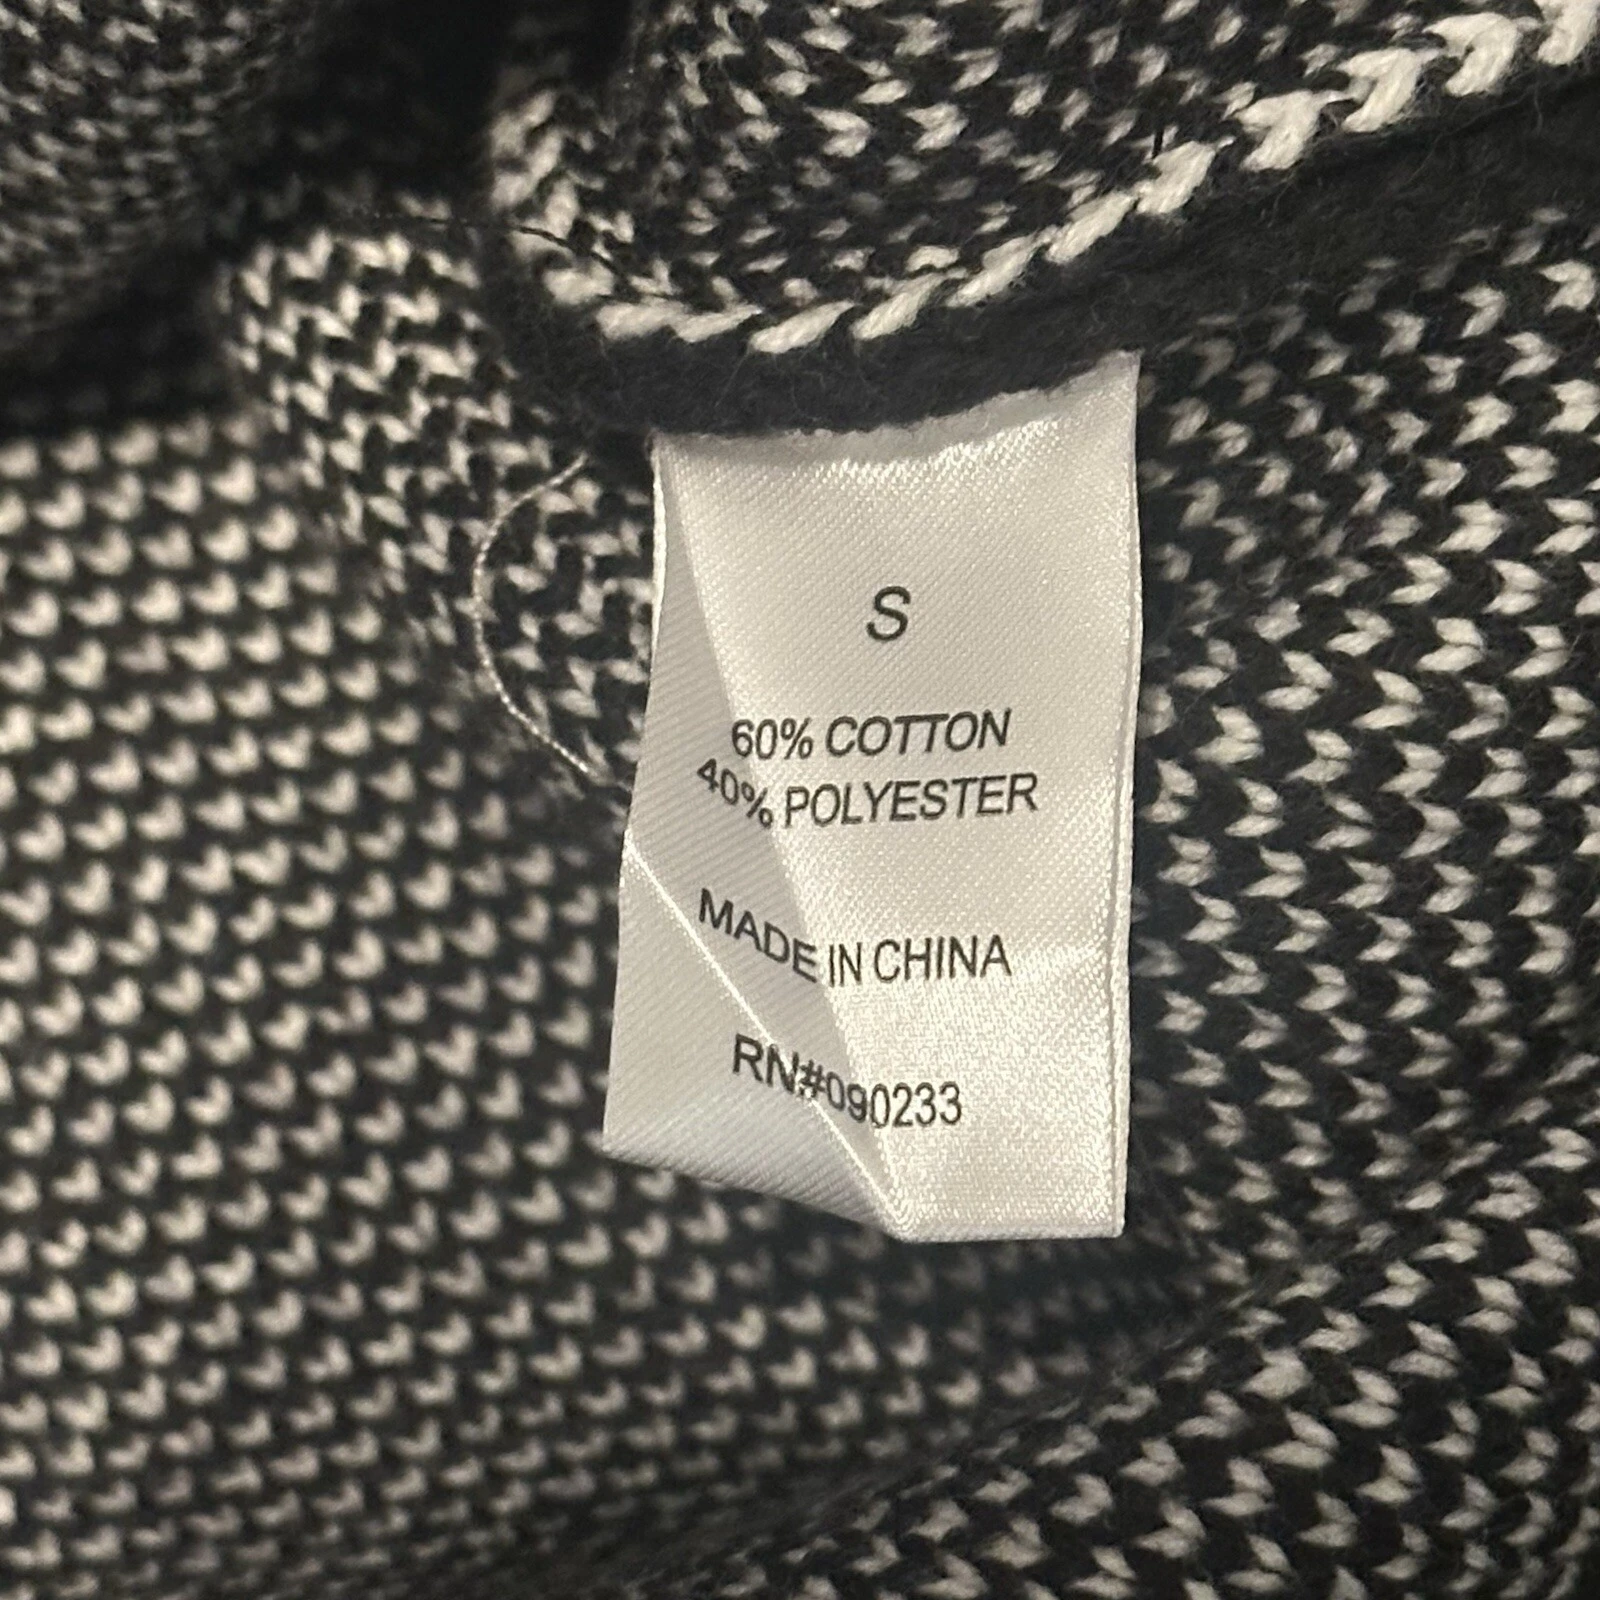 S
60% COTTON
40% POLYESTER
MADE IN CHINA
RN#090233